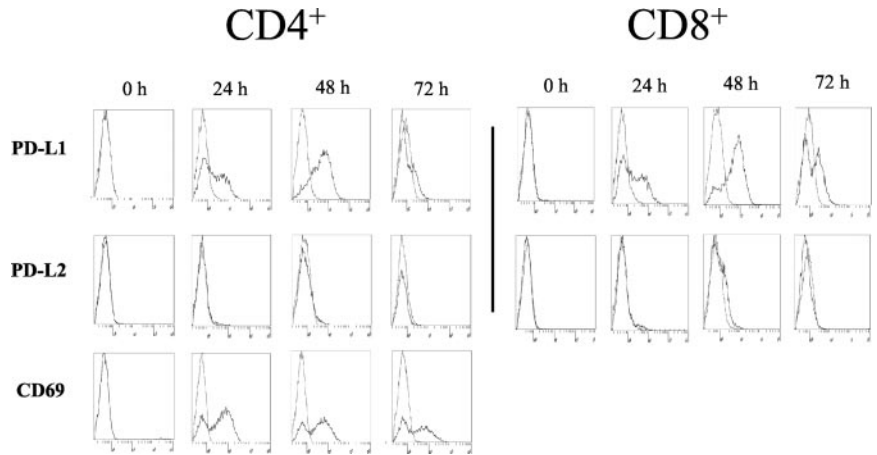 CD4⁺ CD8⁺
0 h 24 h 48 h 72 h 0 h 24 h 48 h 72 h
PD-L1
PD-L2
CD69